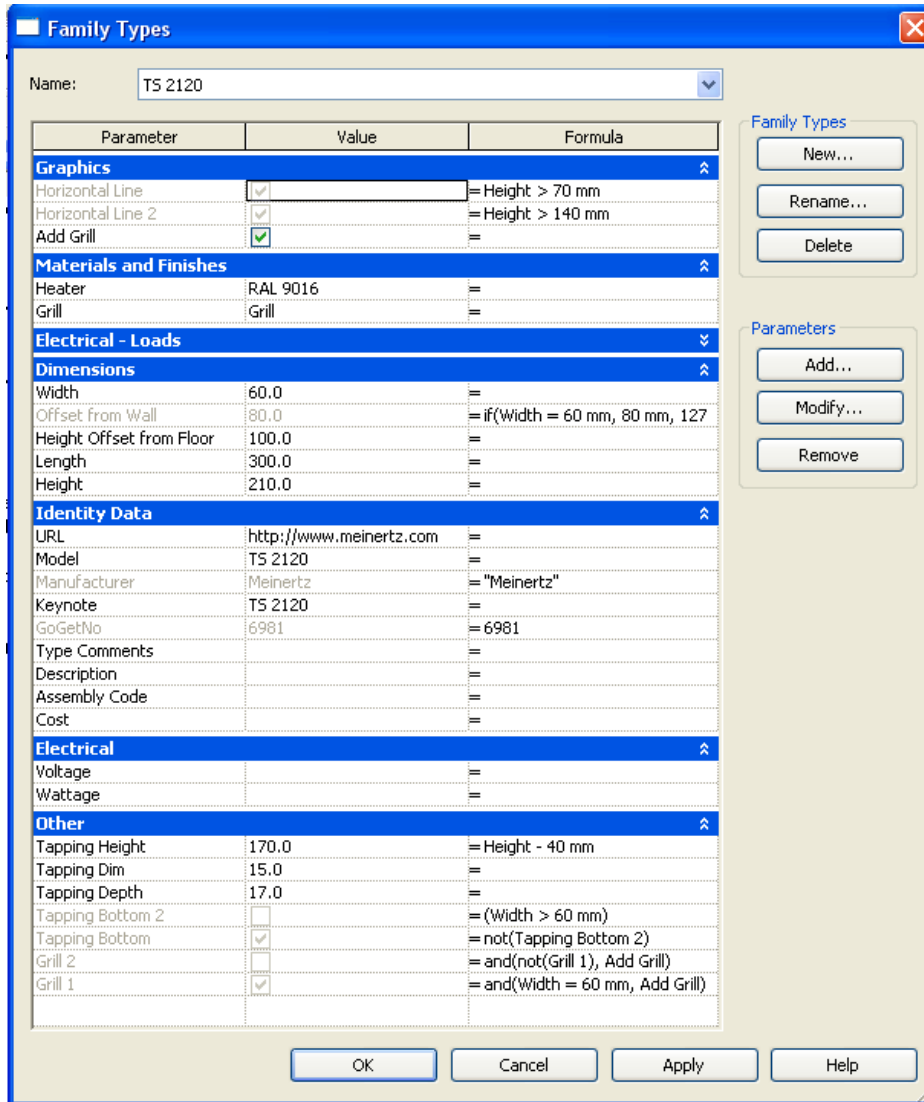 Family Types
Name: TS 2120
Parameter Value Formula
Graphics
Horizontal Line = Height > 70 mm
Horizontal Line 2 = Height > 140 mm
Add Grill =
Materials and Finishes
Heater RAL 9016 =
Grill Grill =
Electrical - Loads
Dimensions
Width 60.0 =
Offset from Wall 80.0 = if(Width = 60 mm, 80 mm, 127
Height Offset from Floor 100.0 =
Length 300.0 =
Height 210.0 =
Identity Data
URL http://www.meinertz.com =
Model TS 2120 =
Manufacturer Meinertz = "Meinertz"
Keynote TS 2120 =
GoGetNo 6981 = 6981
Type Comments =
Description =
Assembly Code =
Cost =
Electrical
Voltage =
Wattage =
Other
Tapping Height 170.0 = Height - 40 mm
Tapping Dim 15.0 =
Tapping Depth 17.0 =
Tapping Bottom 2 = (Width > 60 mm)
Tapping Bottom = not(Tapping Bottom 2)
Grill 2 = and(not(Grill 1), Add Grill)
Grill 1 = and(Width = 60 mm, Add Grill)
Family Types
New...
Rename...
Delete
Parameters
Add...
Modify...
Remove
OK Cancel Apply Help